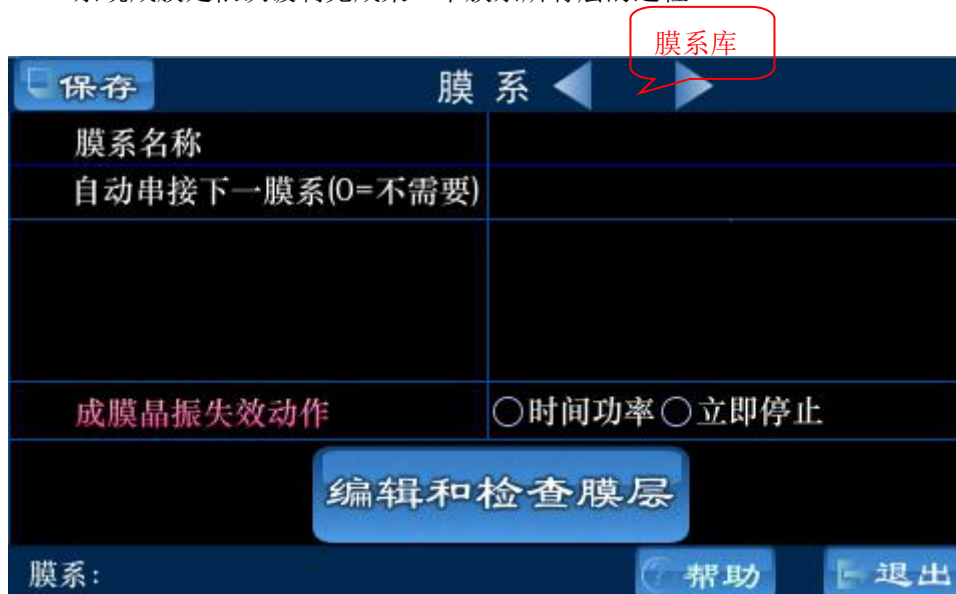 膜系库
保存
膜 系
膜系名称
自动串接下一膜系(0=不需要)
成膜晶振失效动作
○时间功率○立即停止
编辑和检查膜层
膜系:
帮助
退出